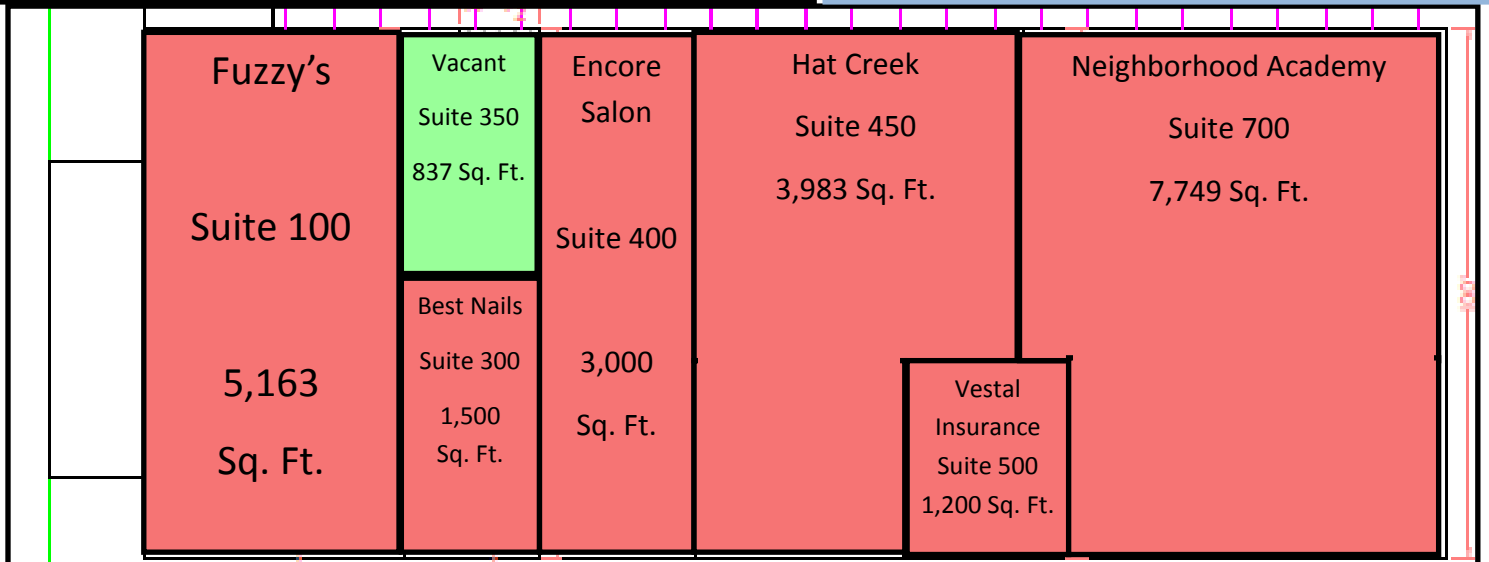 Fuzzy’s
Suite 100
5,163
Sq. Ft.
Vacant
Suite 350
837 Sq. Ft.
Best Nails
Suite 300
1,500
Sq. Ft.
Encore
Salon
Suite 400
3,000
Sq. Ft.
Hat Creek
Suite 450
3,983 Sq. Ft.
Vestal
Insurance
Suite 500
1,200 Sq. Ft.
Neighborhood Academy
Suite 700
7,749 Sq. Ft.